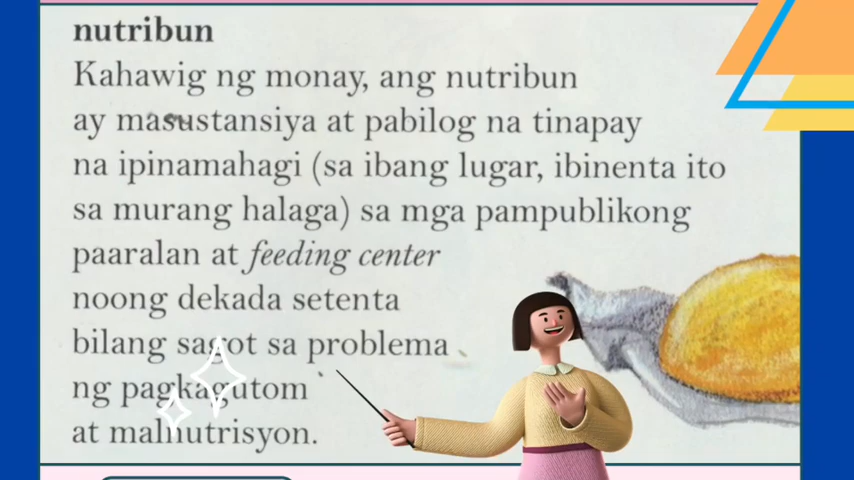 nutribun
Kahawig ng monay, ang nutribun
ay masustansiya at pabilog na tinapay
na ipinamahagi (sa ibang lugar, ibinenta ito
sa murang halaga) sa mga pampublikong
paaralan at feeding center
noong dekada setenta
bilang sagot sa problema
ng pagkagutom
at malnutrisyon.